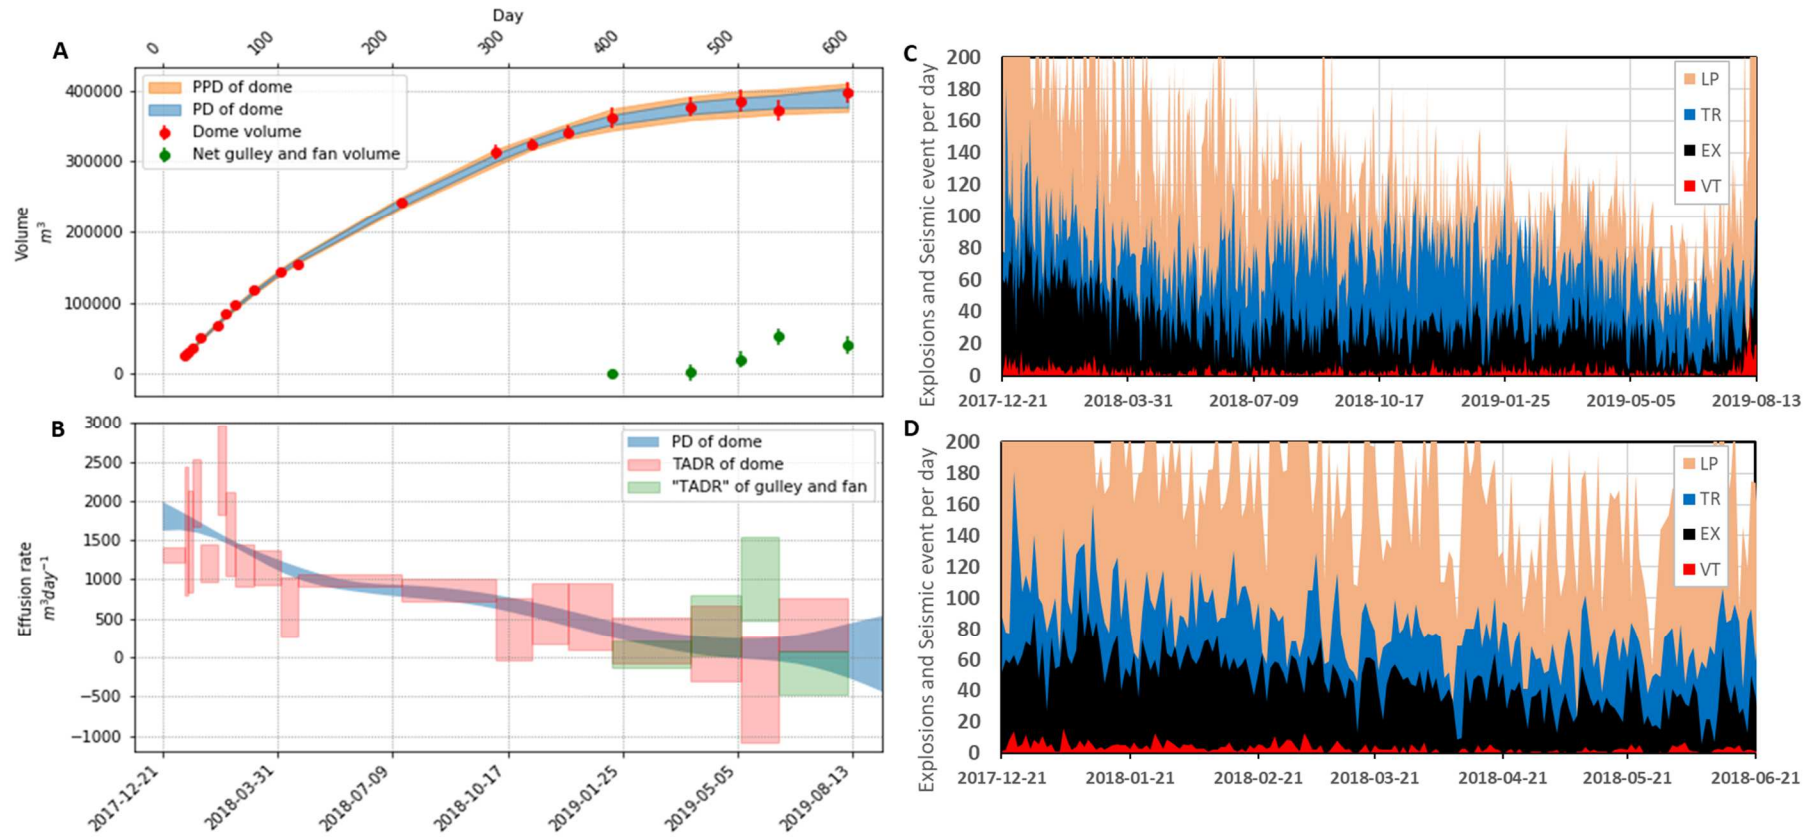 A
Day
0
100
200
300
400
500
600
PPD of dome
PD of dome
Dome volume
Net gulley and fan volume
400000
300000
200000
100000
0
Volume
m³
B
PD of dome
TADR of dome
"TADR" of gulley and fan
3000
2500
2000
1500
1000
500
0
−500
−1000
Effusion rate
m³day⁻¹
2017-12-21
2018-03-31
2018-07-09
2018-10-17
2019-01-25
2019-05-05
2019-08-13
C
Explosions and Seismic event per day
200
180
160
140
120
100
80
60
40
20
0
LP
TR
EX
VT
2017-12-21
2018-03-31
2018-07-09
2018-10-17
2019-01-25
2019-05-05
2019-08-13
D
Explosions and Seismic event per day
200
180
160
140
120
100
80
60
40
20
0
LP
TR
EX
VT
2017-12-21
2018-01-21
2018-02-21
2018-03-21
2018-04-21
2018-05-21
2018-06-21